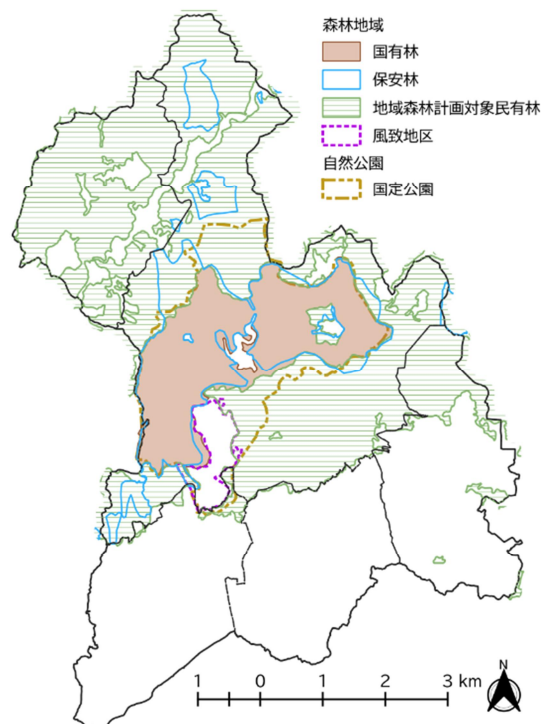 森林地域
国有林
保安林
地域森林計画対象民有林
風致地区
自然公園
国定公園
1 0 1 2 3 km
N